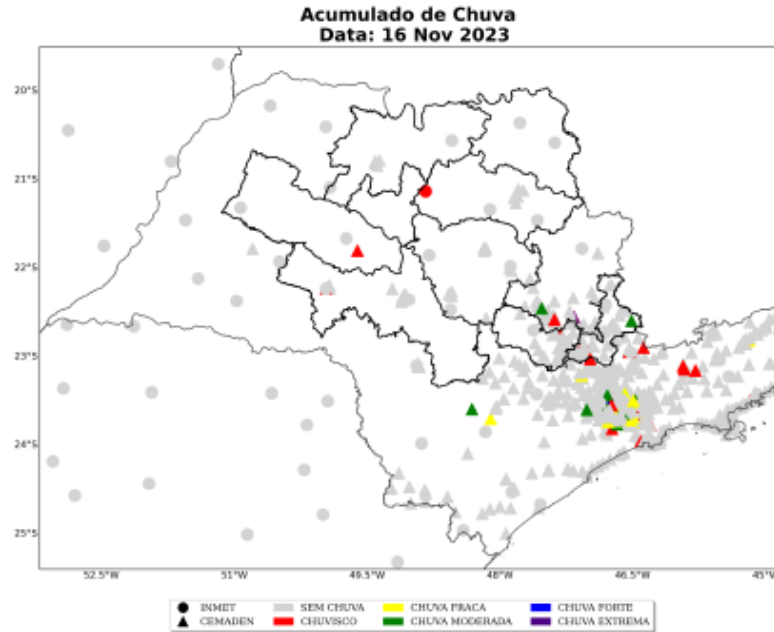 Acumulado de Chuva
Data: 16 Nov 2023
20°S
21°S
22°S
23°S
24°S
25°S
52.5°W 51°W 49.5°W 48°W 46.5°W 45°W
INMET SEM CHUVA CHUVA FRACA CHUVA FORTE
CEMADEN CHUVISCO CHUVA MODERADA CHUVA EXTREMA